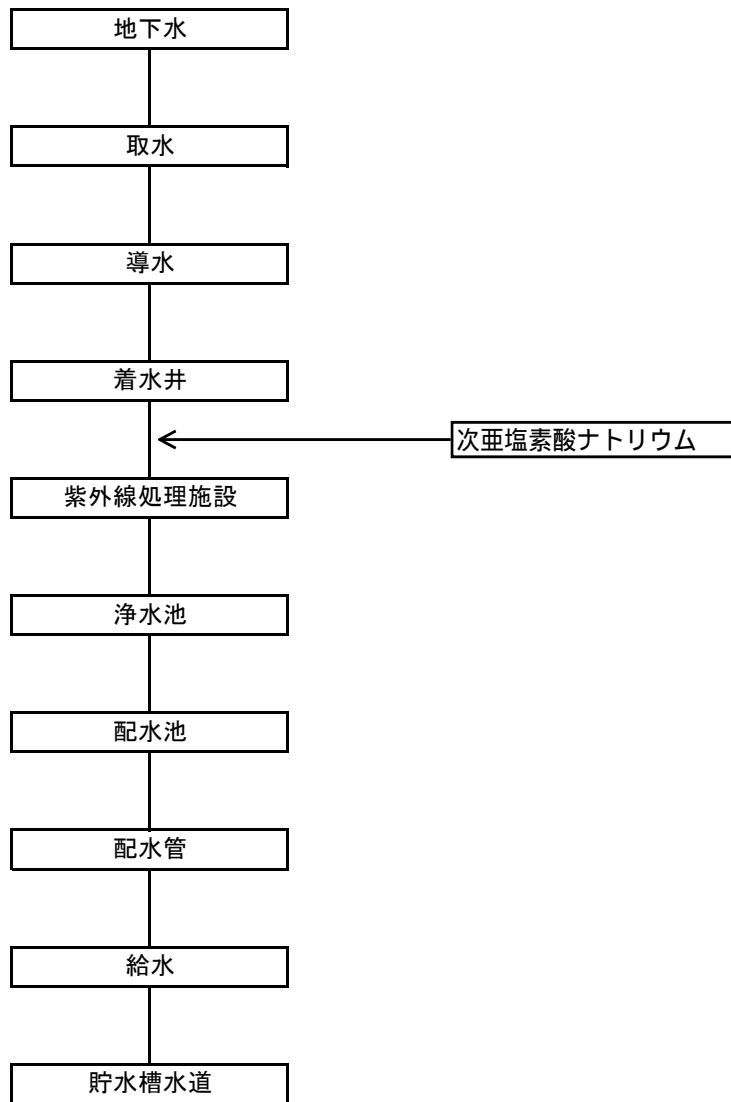 地下水
取水
導水
着水井
次亜塩素酸ナトリウム
紫外線処理施設
浄水池
配水池
配水管
給水
貯水槽水道